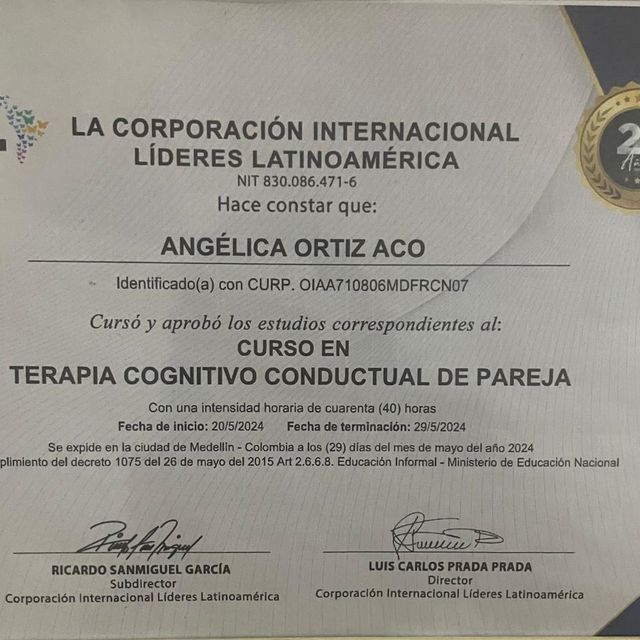 LA CORPORACIÓN INTERNACIONAL
LÍDERES LATINOAMÉRICA
NIT 830.086.471-6
Hace constar que:
ANGÉLICA ORTIZ ACO
Identificado(a) con CURP. OIAA710806MDFRCN07
Cursó y aprobó los estudios correspondientes al:
CURSO EN
TERAPIA COGNITIVO CONDUCTUAL DE PAREJA
Con una intensidad horaria de cuarenta (40) horas
Fecha de inicio: 20/5/2024 Fecha de terminación: 29/5/2024
Se expide en la ciudad de Medellín - Colombia a los (29) días del mes de mayo del año 2024
plimiento del decreto 1075 del 26 de mayo del 2015 Art 2.6.6.8. Educación Informal - Ministerio de Educación Nacional
RICARDO SANMIGUEL GARCÍA
Subdirector
Corporación Internacional Líderes Latinoamérica
LUIS CARLOS PRADA PRADA
Director
Corporación Internacional Líderes Latinoamérica